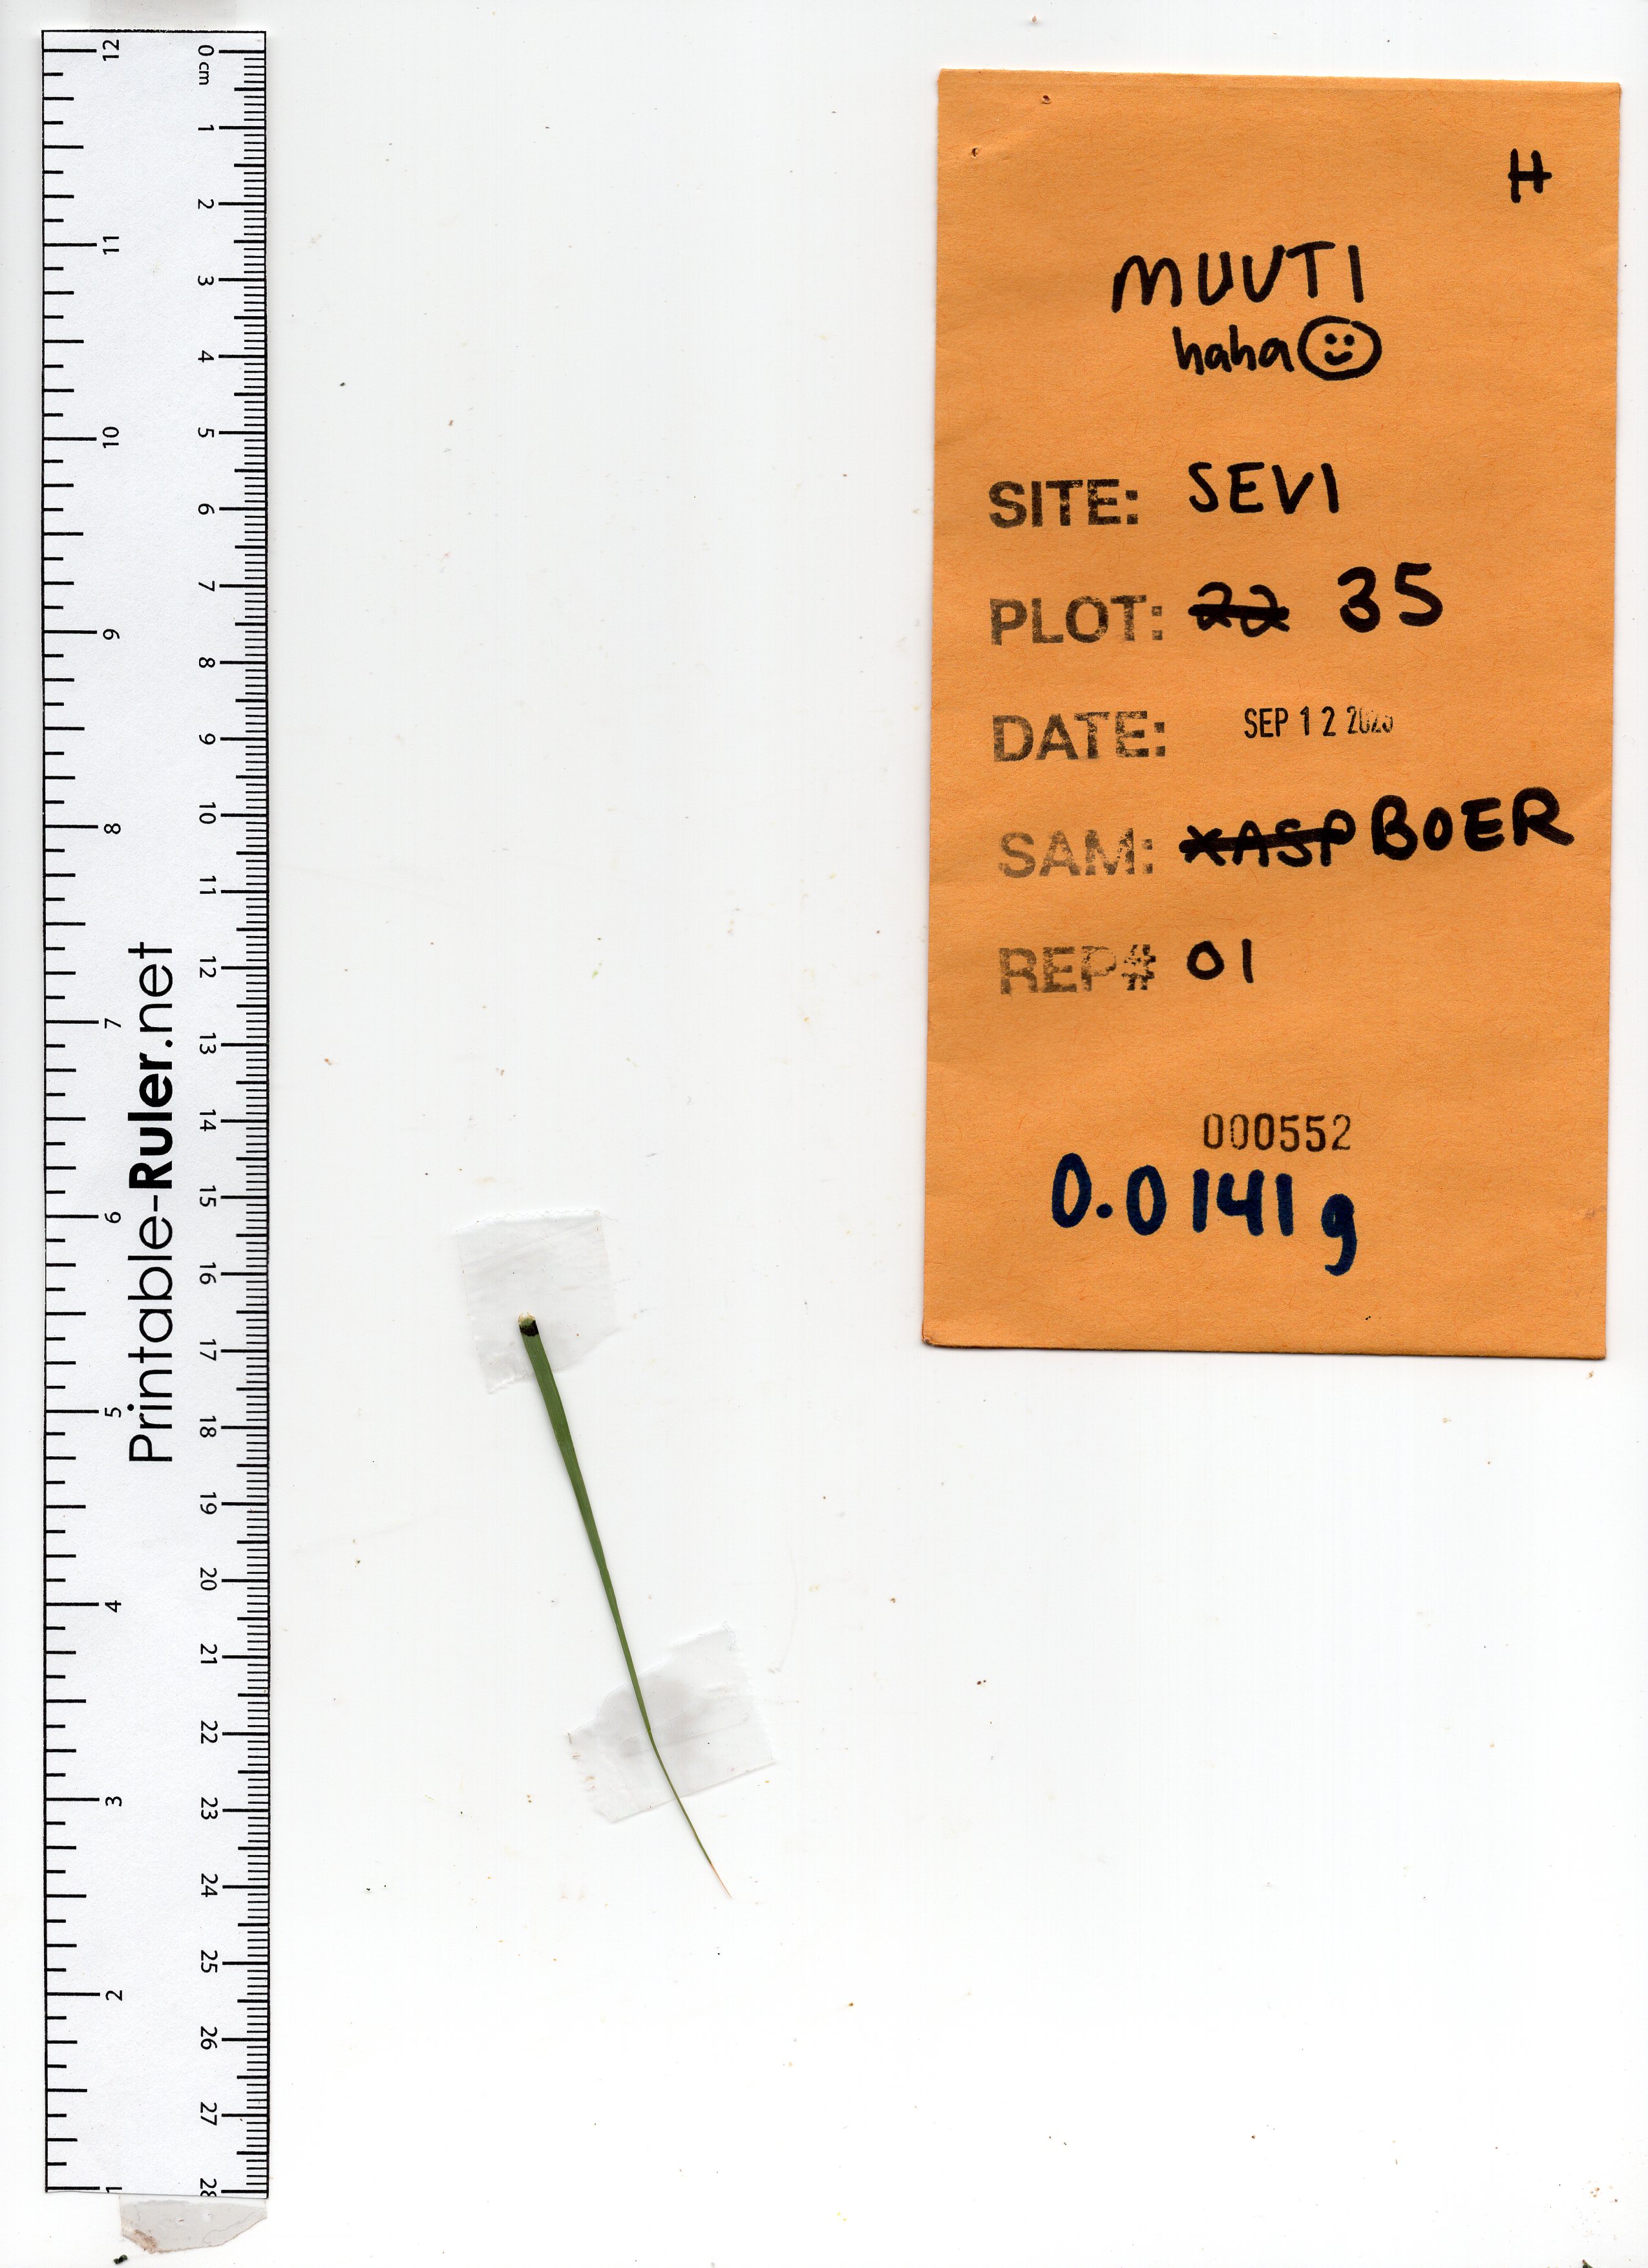 0 cm 1 2 3 4 5 6 7 8 9 10 11 12 13 14 15 16 17 18 19 20 21 22 23 24 25 26 27 28
Printable-Ruler.net
12 11 10 9 8 7 6 5 4 3 2 1
H
MUUTI
haha
SITE: SEVI
PLOT: 22 35
DATE: SEP 12
SAM: XASP BOER
REP# 01
000552
0.0141g